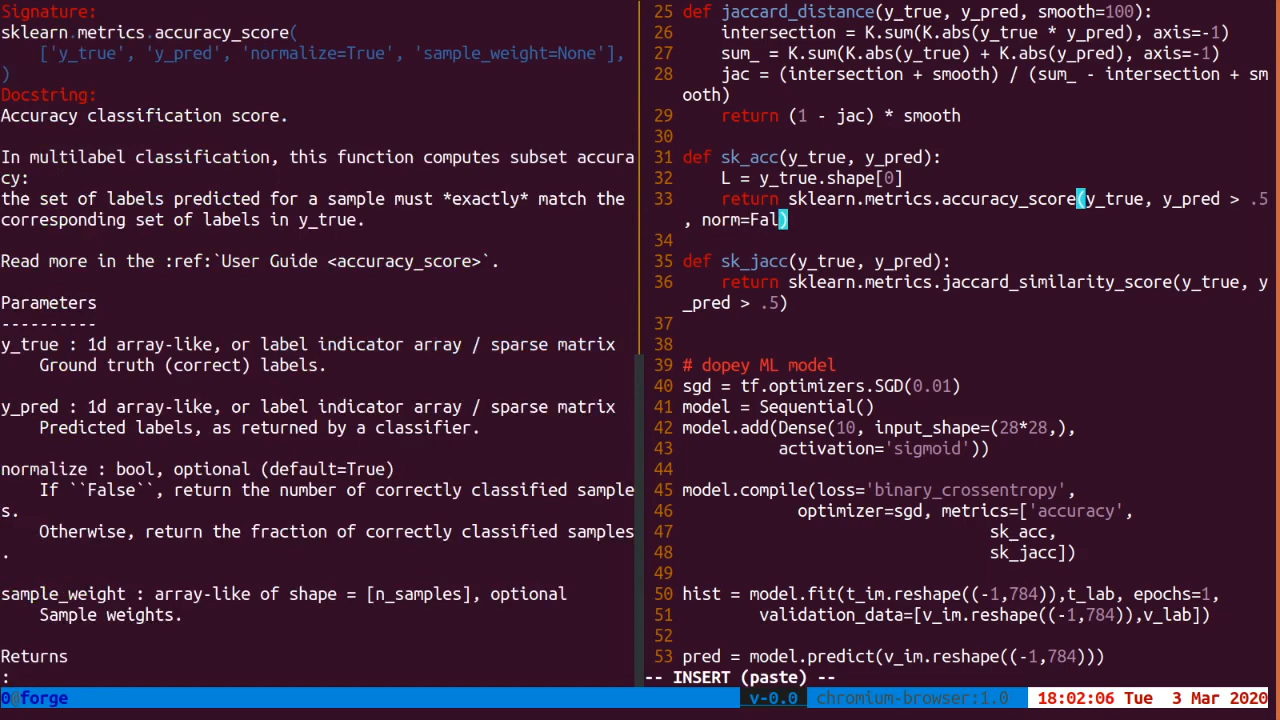 Signature:
sklearn.metrics.accuracy_score(
    ['y_true', 'y_pred', 'normalize=True', 'sample_weight=None'],
)
Docstring:
Accuracy classification score.

In multilabel classification, this function computes subset accura
cy:
the set of labels predicted for a sample must *exactly* match the
corresponding set of labels in y_true.

Read more in the :ref:`User Guide <accuracy_score>`.

Parameters
----------
y_true : 1d array-like, or label indicator array / sparse matrix
    Ground truth (correct) labels.

y_pred : 1d array-like, or label indicator array / sparse matrix
    Predicted labels, as returned by a classifier.

normalize : bool, optional (default=True)
    If ``False``, return the number of correctly classified sample
s.
    Otherwise, return the fraction of correctly classified samples
.

sample_weight : array-like of shape = [n_samples], optional
    Sample weights.

Returns
:
25 def jaccard_distance(y_true, y_pred, smooth=100):
26     intersection = K.sum(K.abs(y_true * y_pred), axis=-1)
27     sum_ = K.sum(K.abs(y_true) + K.abs(y_pred), axis=-1)
28     jac = (intersection + smooth) / (sum_ - intersection + sm
ooth)
29     return (1 - jac) * smooth
30
31 def sk_acc(y_true, y_pred):
32     L = y_true.shape[0]
33     return sklearn.metrics.accuracy_score(y_true, y_pred > .5
, norm=Fal)
34
35 def sk_jacc(y_true, y_pred):
36     return sklearn.metrics.jaccard_similarity_score(y_true, y
_pred > .5)
37
38
39 # dopey ML model
40 sgd = tf.optimizers.SGD(0.01)
41 model = Sequential()
42 model.add(Dense(10, input_shape=(28*28,),
43           activation='sigmoid'))
44
45 model.compile(loss='binary_crossentropy',
46             optimizer=sgd, metrics=['accuracy',
47                                 sk_acc,
48                                 sk_jacc])
49
50 hist = model.fit(t_im.reshape((-1,784)),t_lab, epochs=1,
51         validation_data=[v_im.reshape((-1,784)),v_lab])
52
53 pred = model.predict(v_im.reshape((-1,784)))
-- INSERT (paste) --
0@forge v-0.0 chromium-browser:1.0 18:02:06 Tue  3 Mar 2020